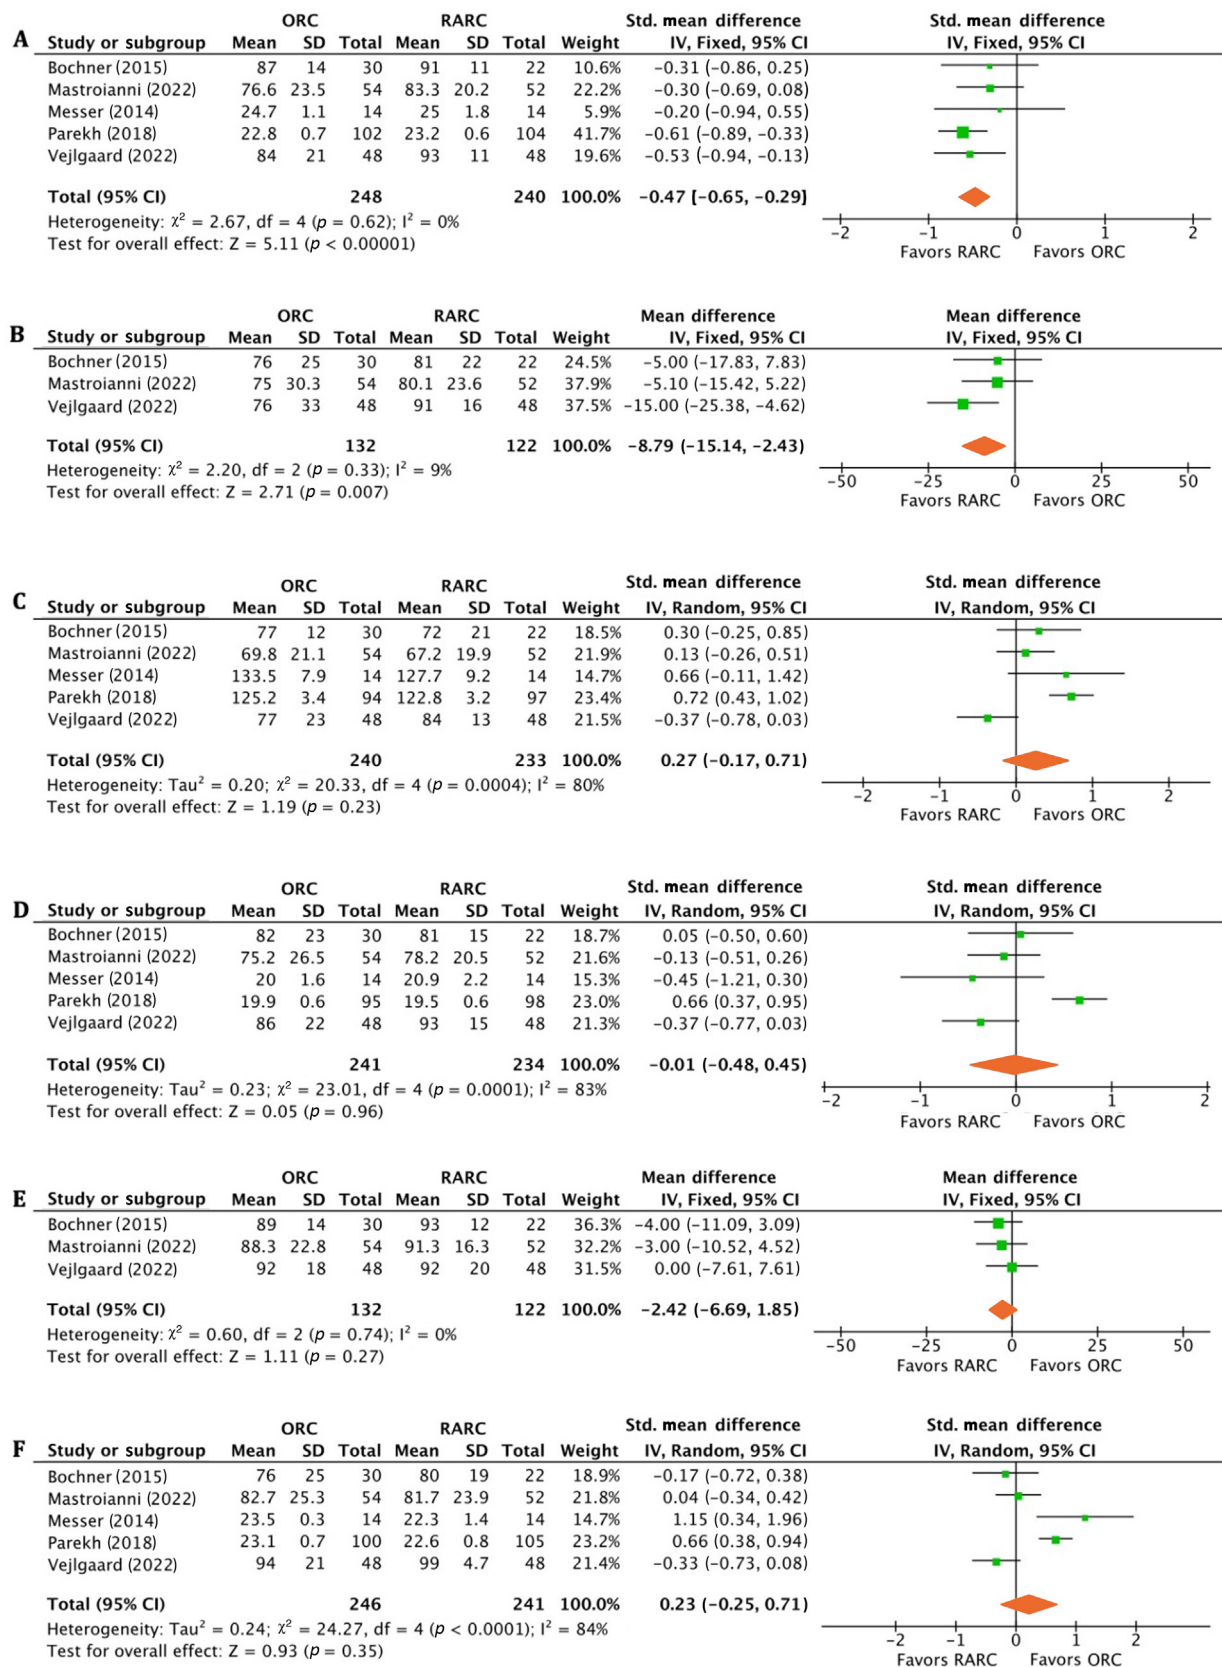 ORC RARC Std. mean difference Std. mean difference
A Study or subgroup Mean SD Total Mean SD Total Weight IV, Fixed, 95% CI IV, Fixed, 95% CI
Bochner (2015) 87 14 30 91 11 22 10.6% −0.31 (−0.86, 0.25)
Mastroianni (2022) 76.6 23.5 54 83.3 20.2 52 22.2% −0.30 (−0.69, 0.08)
Messer (2014) 24.7 1.1 14 25 1.8 14 5.9% −0.20 (−0.94, 0.55)
Parekh (2018) 22.8 0.7 102 23.2 0.6 104 41.7% −0.61 (−0.89, −0.33)
Vejlgaard (2022) 84 21 48 93 11 48 19.6% −0.53 (−0.94, −0.13)
Total (95% CI) 248 240 100.0% −0.47 [−0.65, −0.29]
Heterogeneity: χ² = 2.67, df = 4 (p = 0.62); I² = 0%
Test for overall effect: Z = 5.11 (p < 0.00001)
−2 −1 0 1 2
Favors RARC Favors ORC
ORC RARC Mean difference Mean difference
B Study or subgroup Mean SD Total Mean SD Total Weight IV, Fixed, 95% CI IV, Fixed, 95% CI
Bochner (2015) 76 25 30 81 22 22 24.5% −5.00 (−17.83, 7.83)
Mastroianni (2022) 75 30.3 54 80.1 23.6 52 37.9% −5.10 (−15.42, 5.22)
Vejlgaard (2022) 76 33 48 91 16 48 37.5% −15.00 (−25.38, −4.62)
Total (95% CI) 132 122 100.0% −8.79 (−15.14, −2.43)
Heterogeneity: χ² = 2.20, df = 2 (p = 0.33); I² = 9%
Test for overall effect: Z = 2.71 (p = 0.007)
−50 −25 0 25 50
Favors RARC Favors ORC
ORC RARC Std. mean difference Std. mean difference
C Study or subgroup Mean SD Total Mean SD Total Weight IV, Random, 95% CI IV, Random, 95% CI
Bochner (2015) 77 12 30 72 21 22 18.5% 0.30 (−0.25, 0.85)
Mastroianni (2022) 69.8 21.1 54 67.2 19.9 52 21.9% 0.13 (−0.26, 0.51)
Messer (2014) 133.5 7.9 14 127.7 9.2 14 14.7% 0.66 (−0.11, 1.42)
Parekh (2018) 125.2 3.4 94 122.8 3.2 97 23.4% 0.72 (0.43, 1.02)
Vejlgaard (2022) 77 23 48 84 13 48 21.5% −0.37 (−0.78, 0.03)
Total (95% CI) 240 233 100.0% 0.27 (−0.17, 0.71)
Heterogeneity: Tau² = 0.20; χ² = 20.33, df = 4 (p = 0.0004); I² = 80%
Test for overall effect: Z = 1.19 (p = 0.23)
−2 −1 0 1 2
Favors RARC Favors ORC
ORC RARC Std. mean difference Std. mean difference
D Study or subgroup Mean SD Total Mean SD Total Weight IV, Random, 95% CI IV, Random, 95% CI
Bochner (2015) 82 23 30 81 15 22 18.7% 0.05 (−0.50, 0.60)
Mastroianni (2022) 75.2 26.5 54 78.2 20.5 52 21.6% −0.13 (−0.51, 0.26)
Messer (2014) 20 1.6 14 20.9 2.2 14 15.3% −0.45 (−1.21, 0.30)
Parekh (2018) 19.9 0.6 95 19.5 0.6 98 23.0% 0.66 (0.37, 0.95)
Vejlgaard (2022) 86 22 48 93 15 48 21.3% −0.37 (−0.77, 0.03)
Total (95% CI) 241 234 100.0% −0.01 (−0.48, 0.45)
Heterogeneity: Tau² = 0.23; χ² = 23.01, df = 4 (p = 0.0001); I² = 83%
Test for overall effect: Z = 0.05 (p = 0.96)
−2 −1 0 1 2
Favors RARC Favors ORC
ORC RARC Mean difference Mean difference
E Study or subgroup Mean SD Total Mean SD Total Weight IV, Fixed, 95% CI IV, Fixed, 95% CI
Bochner (2015) 89 14 30 93 12 22 36.3% −4.00 (−11.09, 3.09)
Mastroianni (2022) 88.3 22.8 54 91.3 16.3 52 32.2% −3.00 (−10.52, 4.52)
Vejlgaard (2022) 92 18 48 92 20 48 31.5% 0.00 (−7.61, 7.61)
Total (95% CI) 132 122 100.0% −2.42 (−6.69, 1.85)
Heterogeneity: χ² = 0.60, df = 2 (p = 0.74); I² = 0%
Test for overall effect: Z = 1.11 (p = 0.27)
−50 −25 0 25 50
Favors RARC Favors ORC
ORC RARC Std. mean difference Std. mean difference
F Study or subgroup Mean SD Total Mean SD Total Weight IV, Random, 95% CI IV, Random, 95% CI
Bochner (2015) 76 25 30 80 19 22 18.9% −0.17 (−0.72, 0.38)
Mastroianni (2022) 82.7 25.3 54 81.7 23.9 52 21.8% 0.04 (−0.34, 0.42)
Messer (2014) 23.5 0.3 14 22.3 1.4 14 14.7% 1.15 (0.34, 1.96)
Parekh (2018) 23.1 0.7 100 22.6 0.8 105 23.2% 0.66 (0.38, 0.94)
Vejlgaard (2022) 94 21 48 99 4.7 48 21.4% −0.33 (−0.73, 0.08)
Total (95% CI) 246 241 100.0% 0.23 (−0.25, 0.71)
Heterogeneity: Tau² = 0.24; χ² = 24.27, df = 4 (p < 0.0001); I² = 84%
Test for overall effect: Z = 0.93 (p = 0.35)
−2 −1 0 1 2
Favors RARC Favors ORC